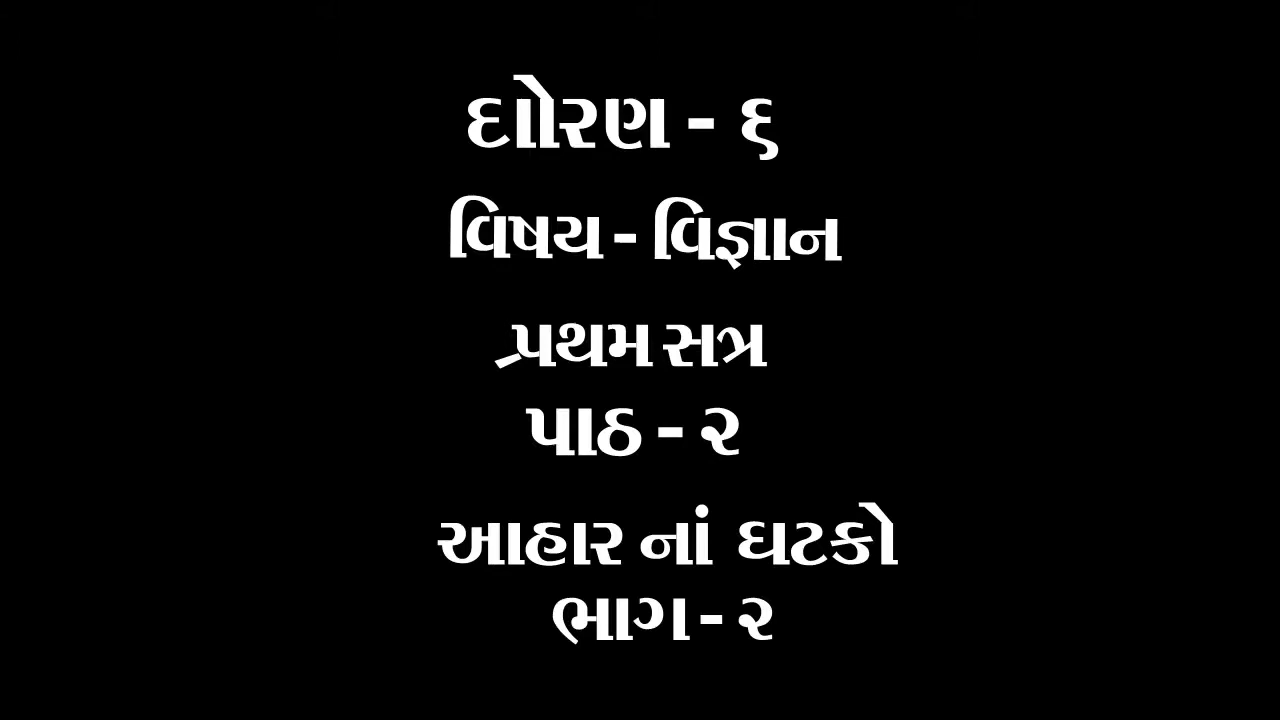 ધોરણ - ૬
વિષય - વિજ્ઞાન
પ્રથમ સત્ર
પાઠ - ૨
આહાર નાં ઘટકો
ભાગ - ૨